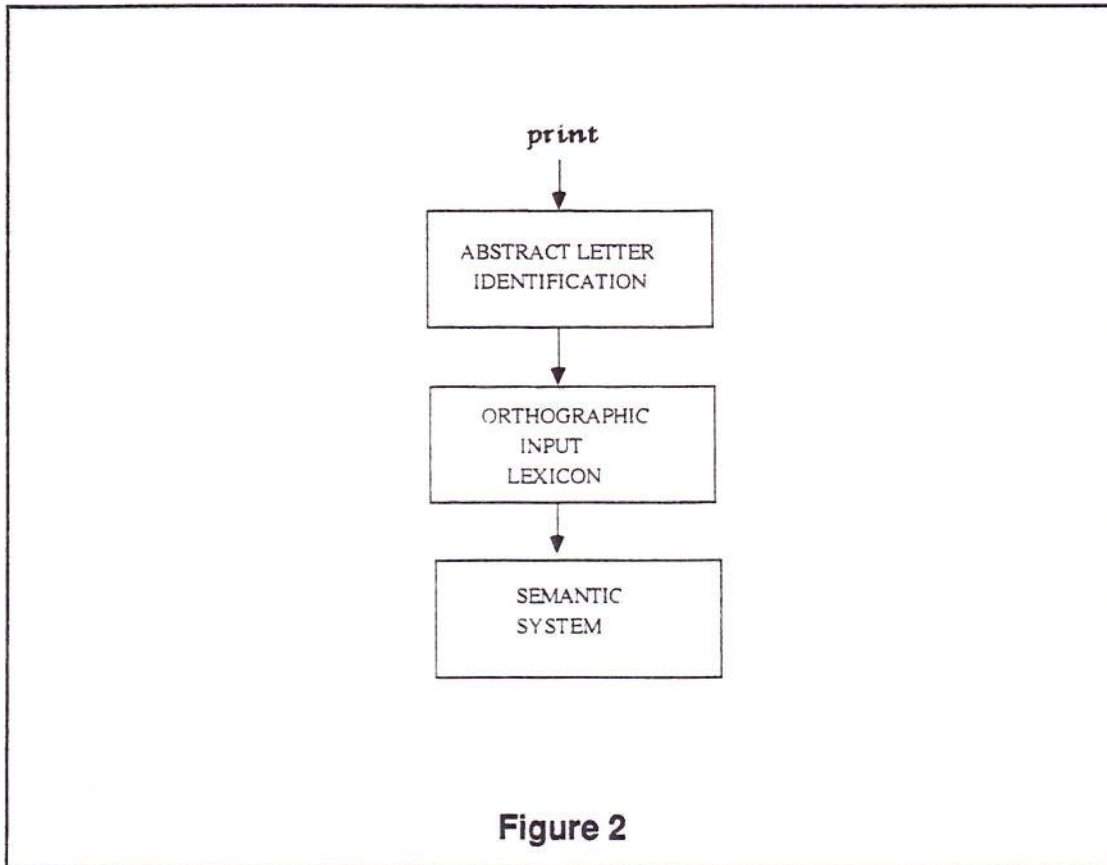 print
ABSTRACT LETTER
IDENTIFICATION
ORTHOGRAPHIC
INPUT
LEXICON
SEMANTIC
SYSTEM
Figure 2